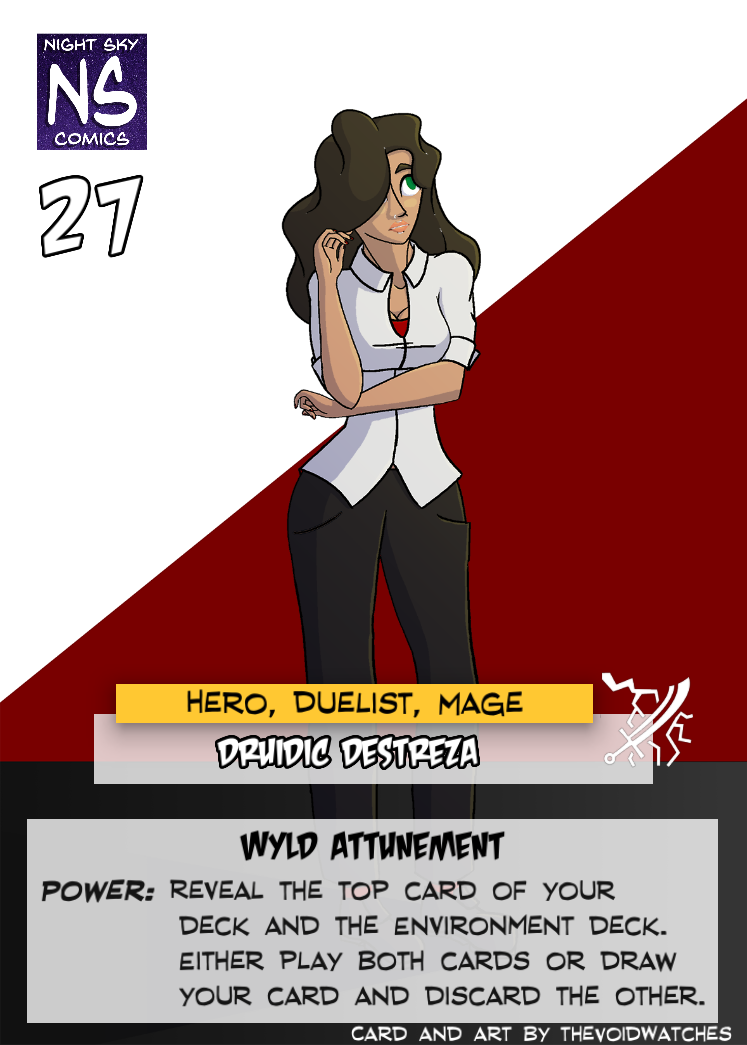 NIGHT SKY
NS
COMICS
27
HERO, DUELIST, MAGE
DRUIDIC DESTREZA
WYLD ATTUNEMENT
POWER: REVEAL THE TOP CARD OF YOUR
DECK AND THE ENVIRONMENT DECK.
EITHER PLAY BOTH CARDS OR DRAW
YOUR CARD AND DISCARD THE OTHER.
CARD AND ART BY THEVOIDWATCHES